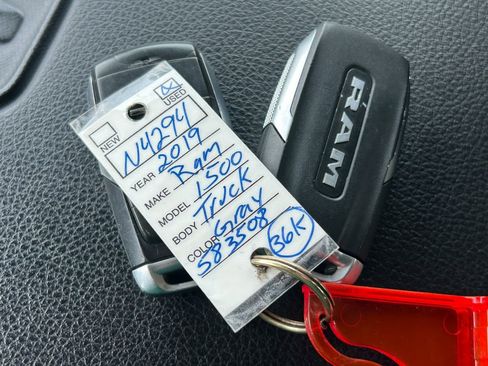 NEW
USED
N4294
YEAR 2019
MAKE Ram
MODEL 1500
BODY Truck
COLOR Gray
583508
36K
RAM